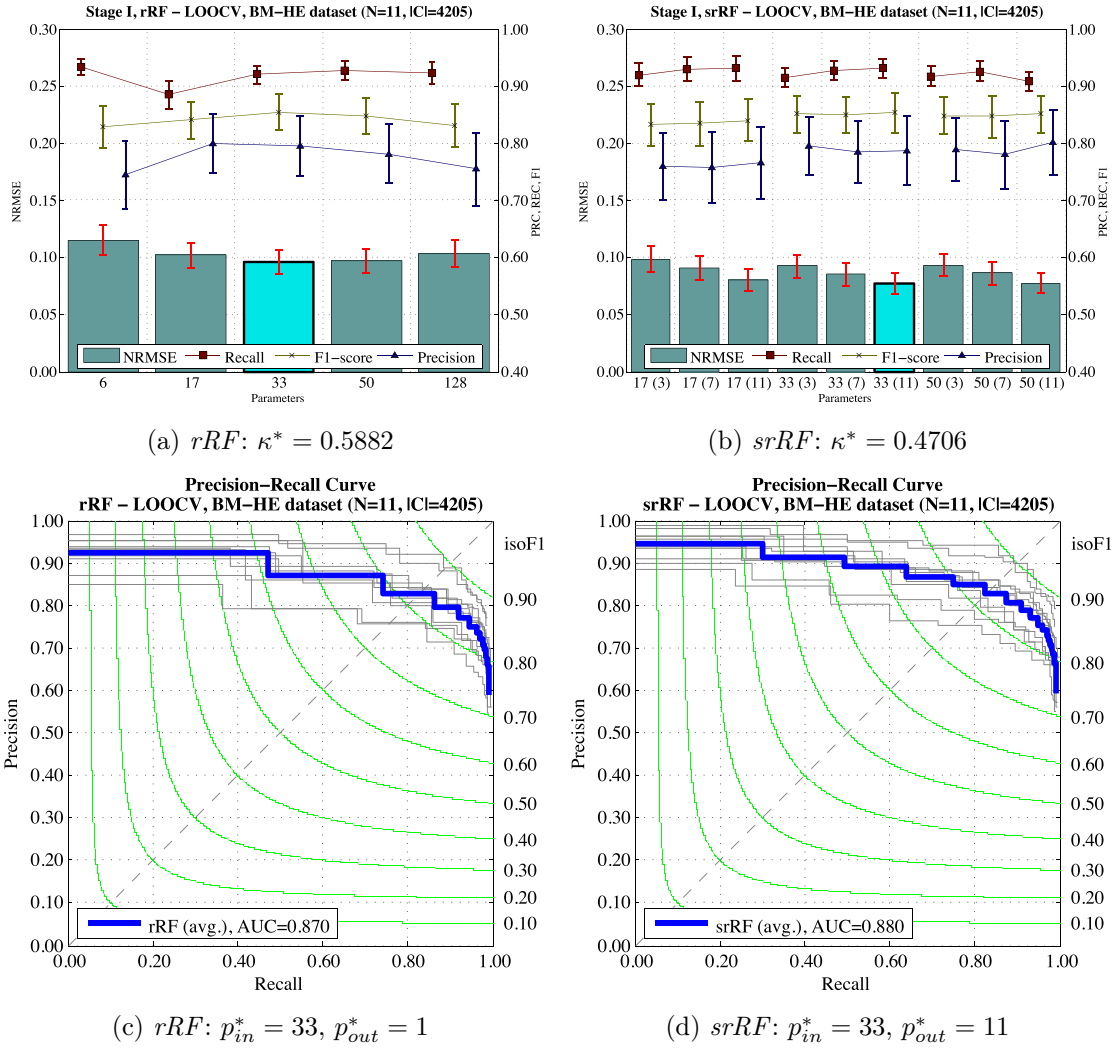 Stage I, rRF − LOOCV, BM−HE dataset (N=11, |C|=4205)
0.30
0.25
0.20
0.15
0.10
0.05
0.00
NRMSE
1.00
0.90
0.80
0.70
0.60
0.50
0.40
PRC, REC, F1
NRMSE Recall F1−score Precision
6 17 33 50 128
Parameters
(a) rRF: κ* = 0.5882
Stage I, srRF − LOOCV, BM−HE dataset (N=11, |C|=4205)
0.30
0.25
0.20
0.15
0.10
0.05
0.00
NRMSE
1.00
0.90
0.80
0.70
0.60
0.50
0.40
PRC, REC, F1
NRMSE Recall F1−score Precision
17 (3) 17 (7) 17 (11) 33 (3) 33 (7) 33 (11) 50 (3) 50 (7) 50 (11)
Parameters
(b) srRF: κ* = 0.4706
Precision−Recall Curve
rRF − LOOCV, BM−HE dataset (N=11, |C|=4205)
1.00
0.90
0.80
0.70
0.60
0.50
0.40
0.30
0.20
0.10
0.00
Precision
isoF1
0.90
0.80
0.70
0.60
0.50
0.40
0.30
0.20
0.10
rRF (avg.), AUC=0.870
0.00 0.20 0.40 0.60 0.80 1.00
Recall
(c) rRF: p*in = 33, p*out = 1
Precision−Recall Curve
srRF − LOOCV, BM−HE dataset (N=11, |C|=4205)
1.00
0.90
0.80
0.70
0.60
0.50
0.40
0.30
0.20
0.10
0.00
Precision
isoF1
0.90
0.80
0.70
0.60
0.50
0.40
0.30
0.20
0.10
srRF (avg.), AUC=0.880
0.00 0.20 0.40 0.60 0.80 1.00
Recall
(d) srRF: p*in = 33, p*out = 11